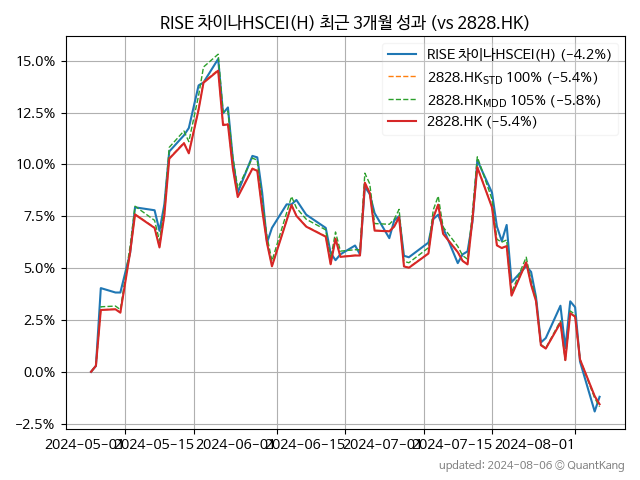 RISE 차이나HSCEI(H) 최근 3개월 성과 (vs 2828.HK)
RISE 차이나HSCEI(H) (−4.2%)
2828.HK_STD 100% (−5.4%)
2828.HK_MDD 105% (−5.8%)
2828.HK (−5.4%)
15.0%
12.5%
10.0%
7.5%
5.0%
2.5%
0.0%
−2.5%
2024-05-01 2024-05-15 2024-06-01 2024-06-15 2024-07-01 2024-07-15 2024-08-01
updated: 2024-08-06 © QuantKang